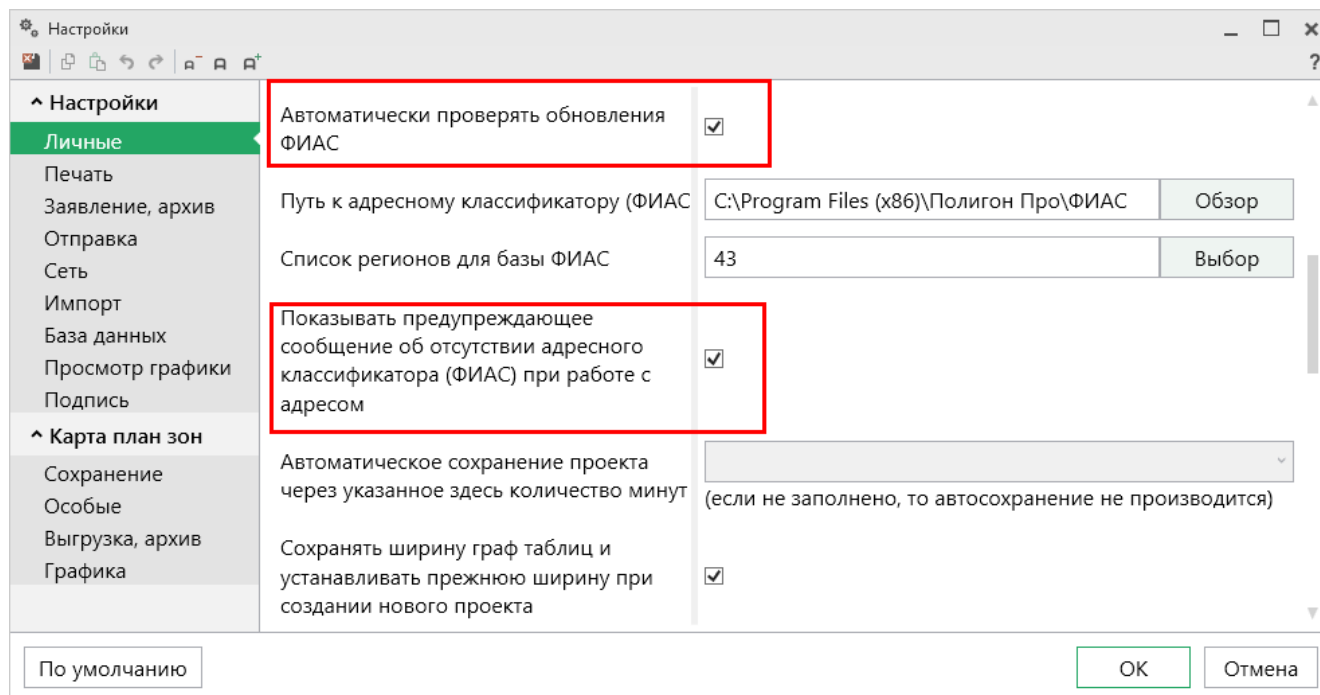 Настройки
?
Настройки
Личные
Печать
Заявление, архив
Отправка
Сеть
Импорт
База данных
Просмотр графики
Подпись
Карта план зон
Сохранение
Особые
Выгрузка, архив
Графика
Автоматически проверять обновления
ФИАС
Путь к адресному классификатору (ФИАС
C:\Program Files (x86)\Полигон Про\ФИАС
Обзор
Список регионов для базы ФИАС
43
Выбор
Показывать предупреждающее
сообщение об отсутствии адресного
классификатора (ФИАС) при работе с
адресом
Автоматическое сохранение проекта
через указанное здесь количество минут
(если не заполнено, то автосохранение не производится)
Сохранять ширину граф таблиц и
устанавливать прежнюю ширину при
создании нового проекта
По умолчанию
ОК
Отмена